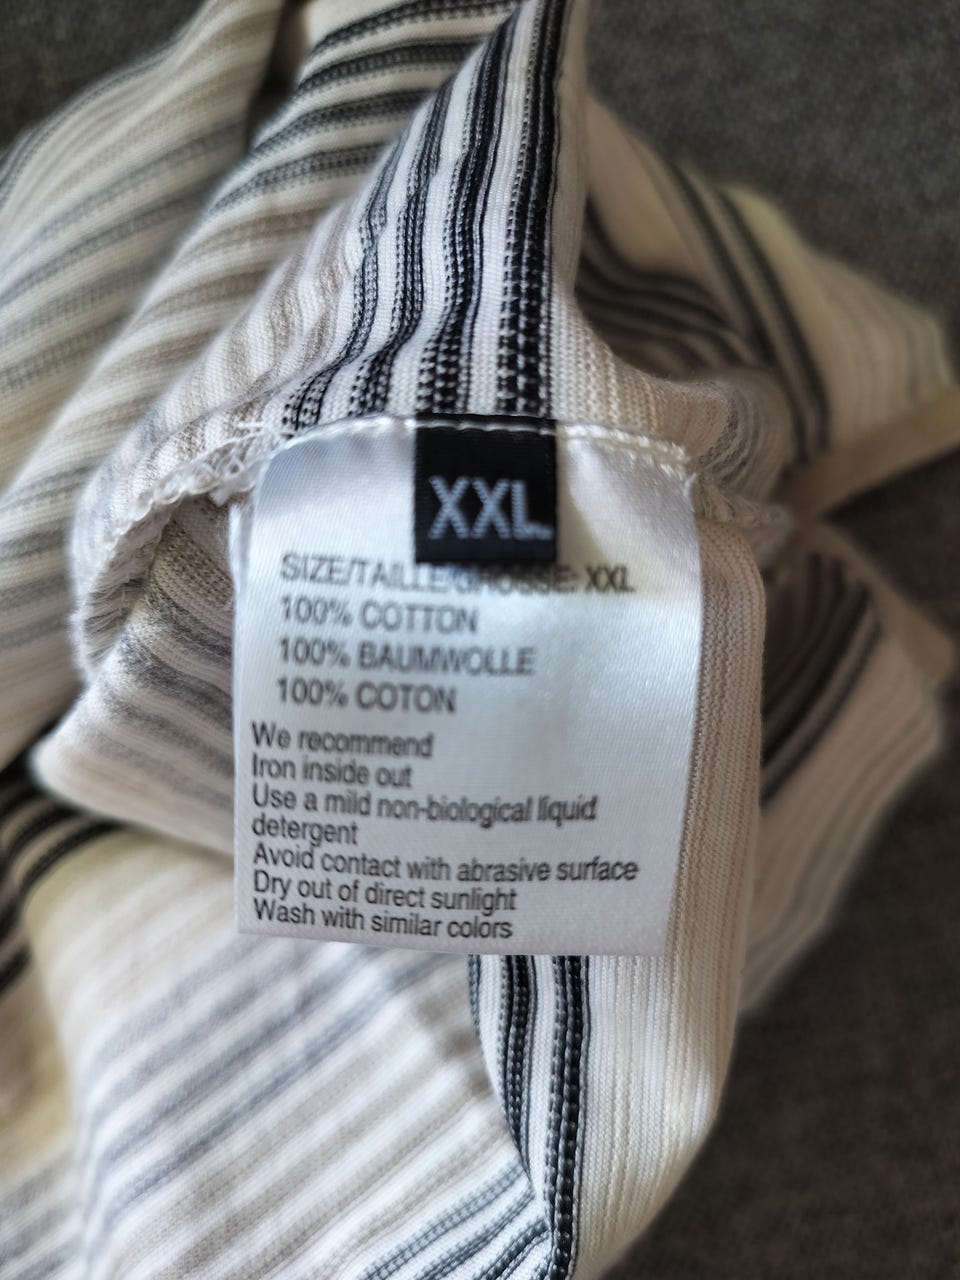 XXL
SIZE/TAILLE/GRÖSSE: XXL
100% COTTON
100% BAUMWOLLE
100% COTON
We recommend
Iron inside out
Use a mild non-biological liquid
detergent
Avoid contact with abrasive surface
Dry out of direct sunlight
Wash with similar colors